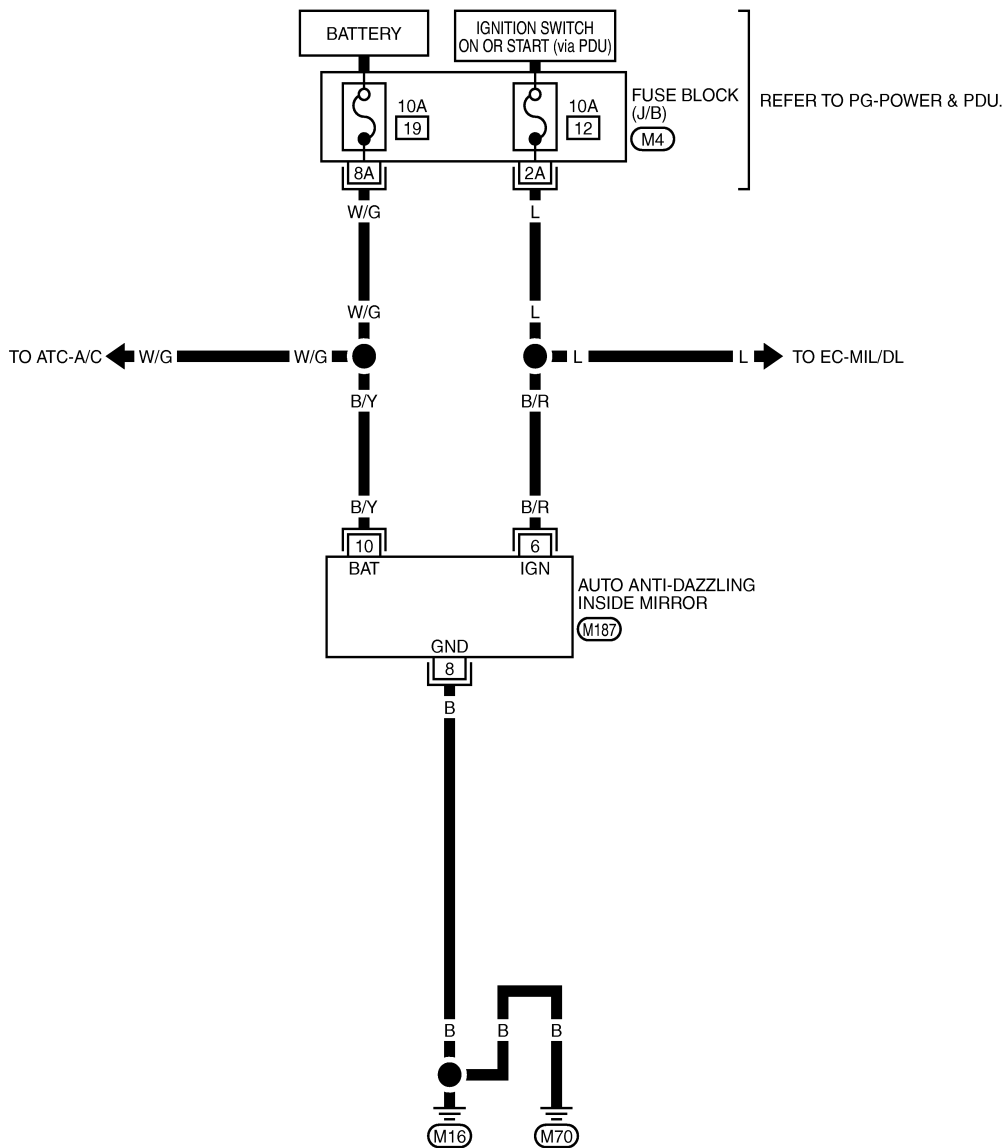 BATTERY
IGNITION SWITCH
ON OR START (via PDU)
10A
19
10A
12
FUSE BLOCK
(J/B)
M4
REFER TO PG-POWER & PDU.
8A
2A
W/G
L
W/G
L
TO ATC-A/C
W/G
W/G
L
L
TO EC-MIL/DL
B/Y
B/R
B/Y
B/R
10
6
BAT
IGN
AUTO ANTI-DAZZLING
INSIDE MIRROR
M187
GND
8
B
B
B
B
M16
M70